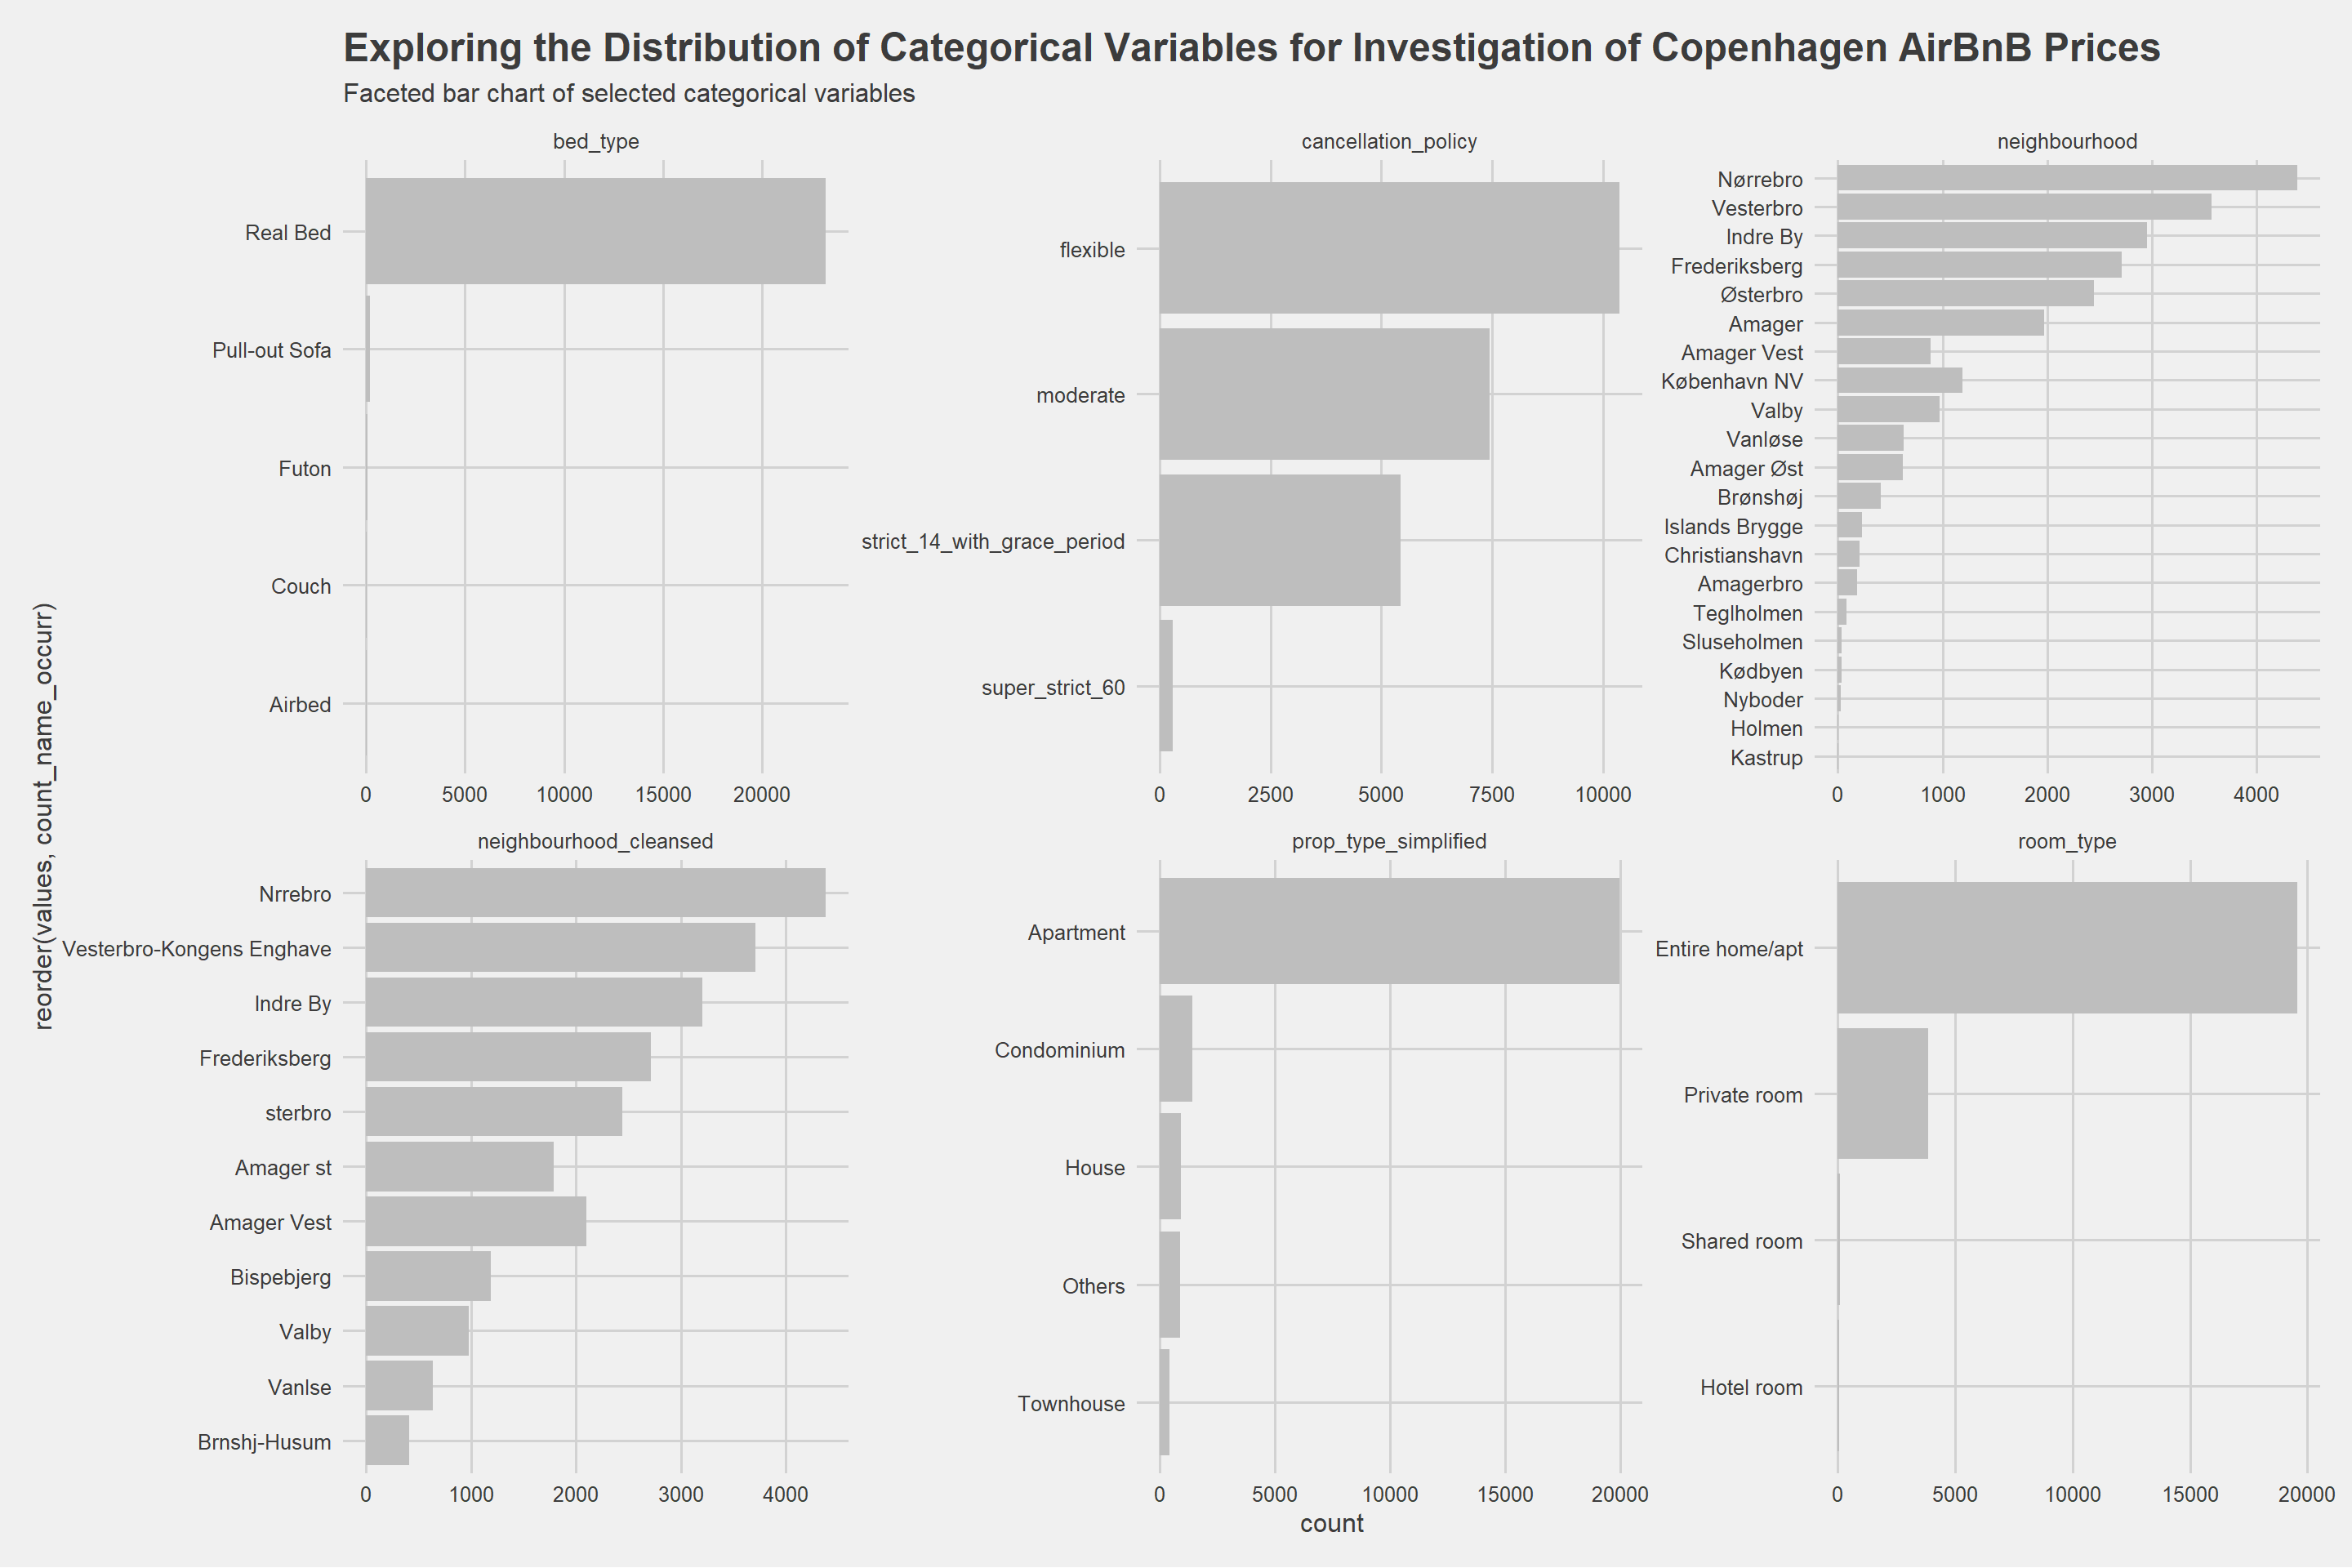 Exploring the Distribution of Categorical Variables for Investigation of Copenhagen AirBnB Prices
Faceted bar chart of selected categorical variables
reorder(values, count_name_occurr)
bed_type
Real Bed
Pull-out Sofa
Futon
Couch
Airbed
0 5000 10000 15000 20000
cancellation_policy
flexible
moderate
strict_14_with_grace_period
super_strict_60
0 2500 5000 7500 10000
neighbourhood
Nørrebro
Vesterbro
Indre By
Frederiksberg
Østerbro
Amager
Amager Vest
København NV
Valby
Vanløse
Amager Øst
Brønshøj
Islands Brygge
Christianshavn
Amagerbro
Teglholmen
Sluseholmen
Kødbyen
Nyboder
Holmen
Kastrup
0 1000 2000 3000 4000
neighbourhood_cleansed
Nrrebro
Vesterbro-Kongens Enghave
Indre By
Frederiksberg
sterbro
Amager st
Amager Vest
Bispebjerg
Valby
Vanlse
Brnshj-Husum
0 1000 2000 3000 4000
prop_type_simplified
Apartment
Condominium
House
Others
Townhouse
0 5000 10000 15000 20000
room_type
Entire home/apt
Private room
Shared room
Hotel room
0 5000 10000 15000 20000
count